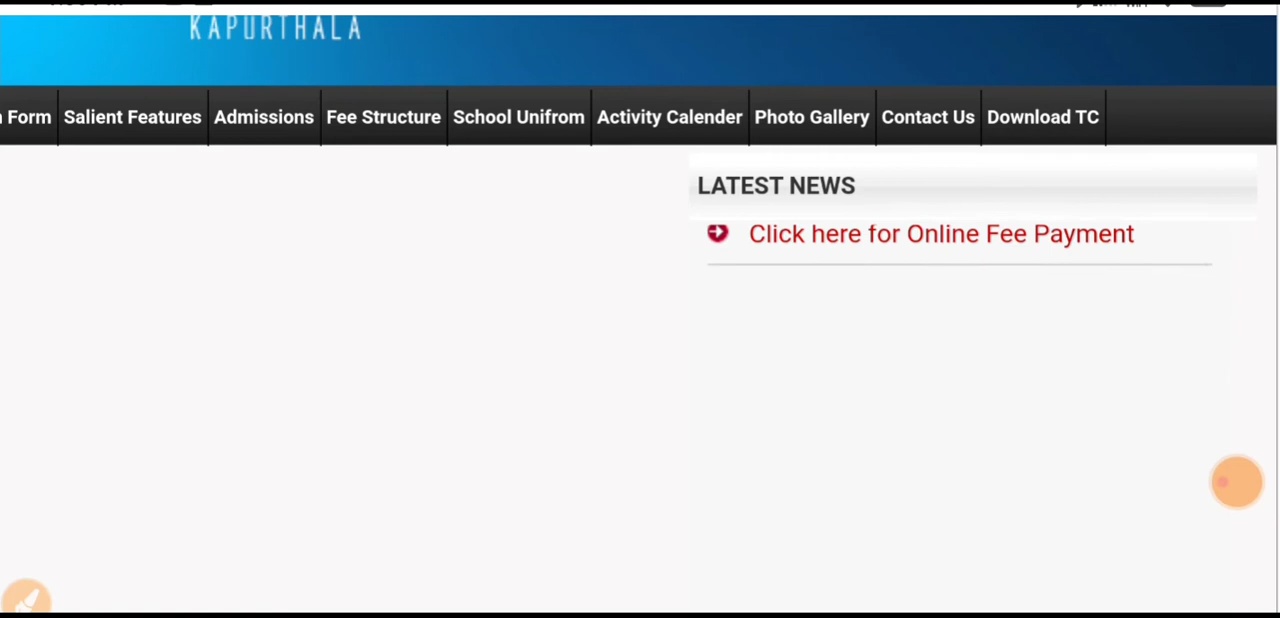 KAPURTHALA
Form Salient Features Admissions Fee Structure School Unifrom Activity Calender Photo Gallery Contact Us Download TC
LATEST NEWS
Click here for Online Fee Payment